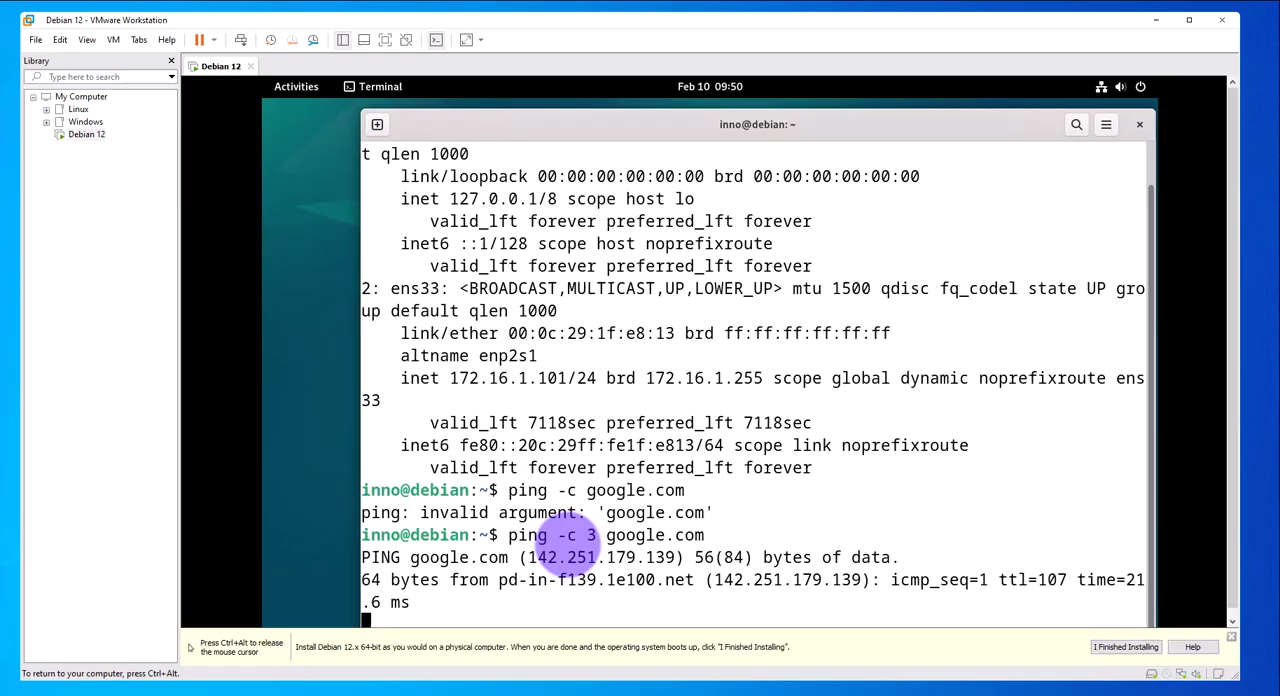 Debian 12 - VMware Workstation
File Edit View VM Tabs Help
Library
Type here to search
My Computer
Linux
Windows
Debian 12
Debian 12
Activities Terminal Feb 10 09:50
inno@debian: ~
t qlen 1000
link/loopback 00:00:00:00:00:00 brd 00:00:00:00:00:00
inet 127.0.0.1/8 scope host lo
valid_lft forever preferred_lft forever
inet6 ::1/128 scope host noprefixroute
valid_lft forever preferred_lft forever
2: ens33: <BROADCAST,MULTICAST,UP,LOWER_UP> mtu 1500 qdisc fq_codel state UP gro
up default qlen 1000
link/ether 00:0c:29:1f:e8:13 brd ff:ff:ff:ff:ff:ff
altname enp2s1
inet 172.16.1.101/24 brd 172.16.1.255 scope global dynamic noprefixroute ens
33
valid_lft 7118sec preferred_lft 7118sec
inet6 fe80::20c:29ff:fe1f:e813/64 scope link noprefixroute
valid_lft forever preferred_lft forever
inno@debian:~$ ping -c google.com
ping: invalid argument: 'google.com'
inno@debian:~$ ping -c 3 google.com
PING google.com (142.251.179.139) 56(84) bytes of data.
64 bytes from pd-in-f139.1e100.net (142.251.179.139): icmp_seq=1 ttl=107 time=21
.6 ms
Press Ctrl+Alt to release
the mouse cursor
Install Debian 12.x 64-bit as you would on a physical computer. When you are done and the operating system boots up, click "I Finished Installing".
I Finished Installing
Help
To return to your computer, press Ctrl+Alt.